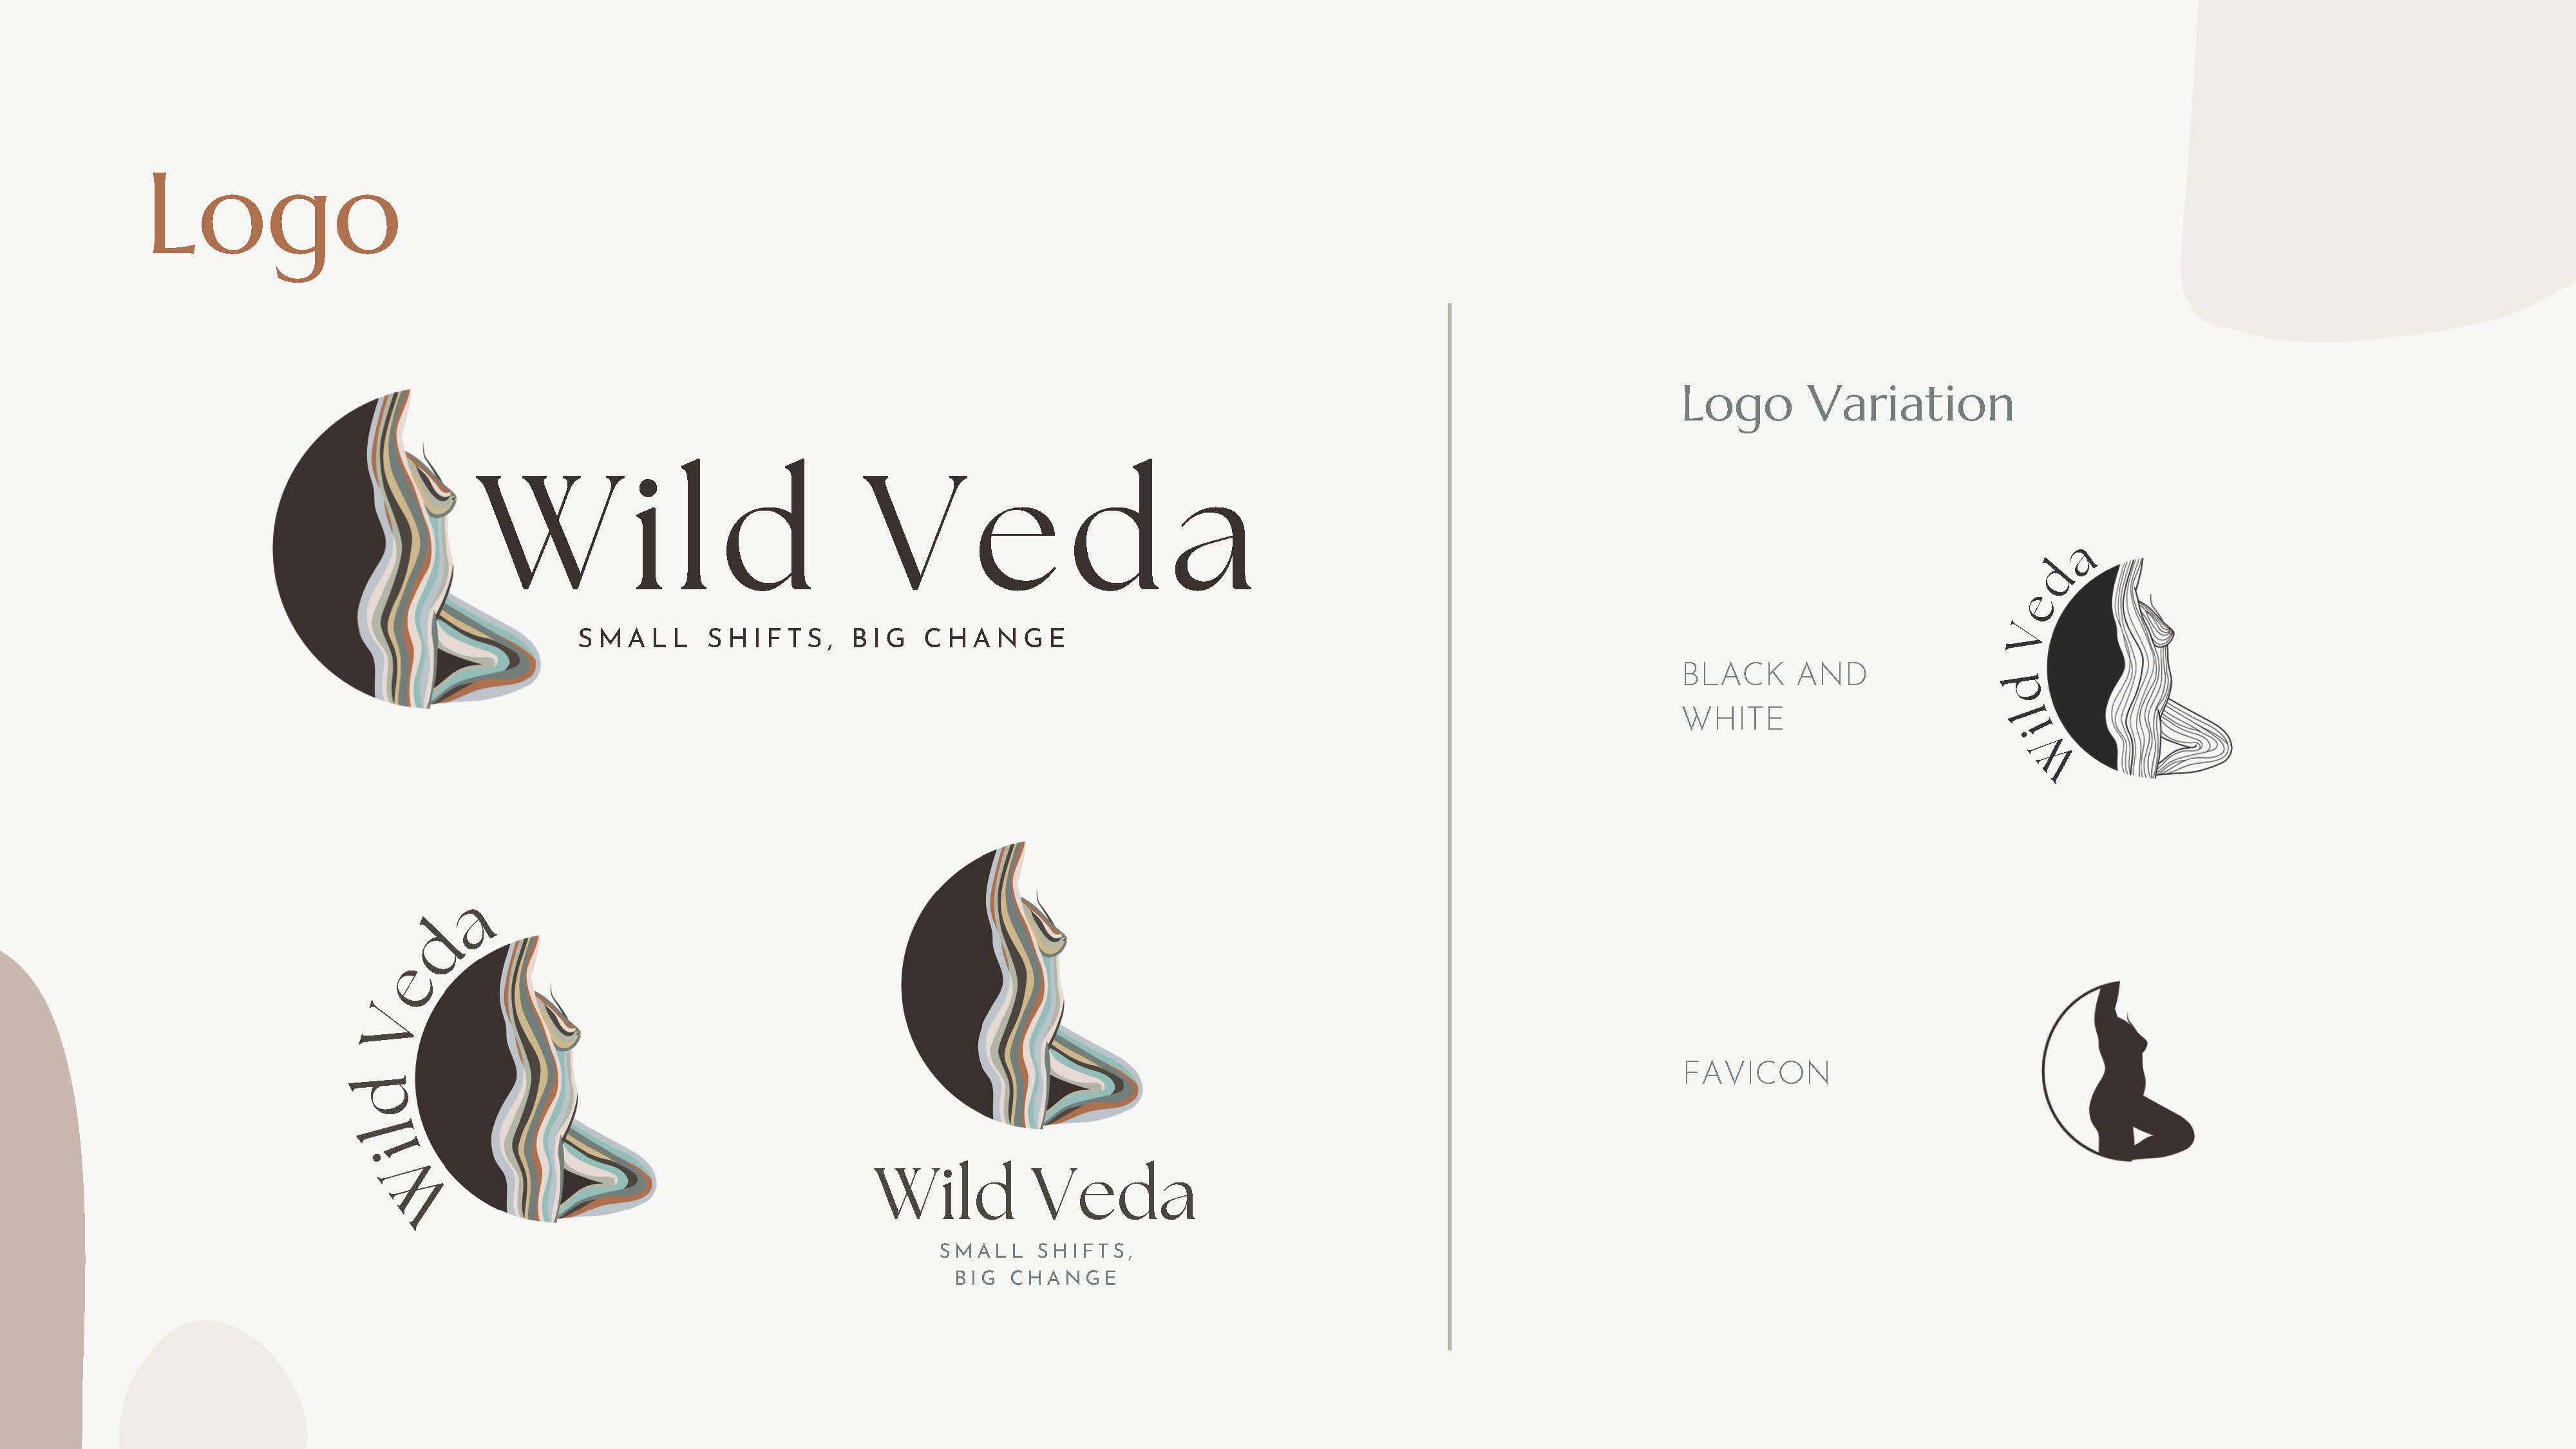 Logo
Wild Veda
SMALL SHIFTS, BIG CHANGE
Wild Veda
Wild Veda
SMALL SHIFTS,
BIG CHANGE
Logo Variation
BLACK AND
WHITE
Wild Veda
FAVICON